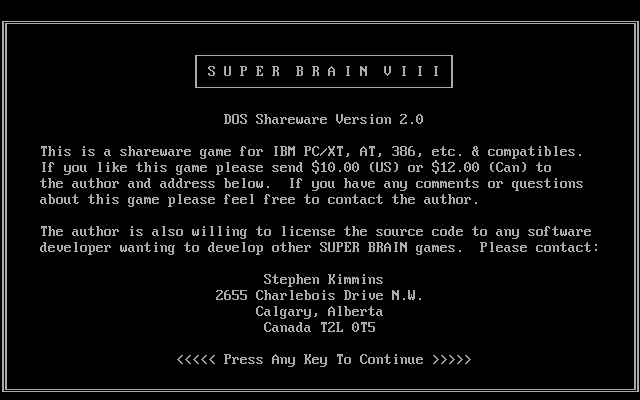 S U P E R  B R A I N  V I I I
DOS Shareware Version 2.0
This is a shareware game for IBM PC/XT, AT, 386, etc. & compatibles.
If you like this game please send $10.00 (US) or $12.00 (Can) to
the author and address below.  If you have any comments or questions
about this game please feel free to contact the author.
The author is also willing to license the source code to any software
developer wanting to develop other SUPER BRAIN games.  Please contact:
Stephen Kimmins
2655 Charlebois Drive N.W.
Calgary, Alberta
Canada T2L 0T5
<<<<< Press Any Key To Continue >>>>>